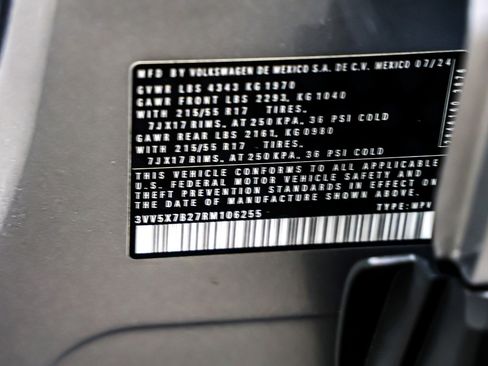 MFD BY VOLKSWAGEN DE MEXICO S.A. DE C.V. MEXICO 07/24
GVWR LBS 4343 KG 1970
GAWR FRONT LBS 2293, KG 1040
WITH 215/55 R17 TIRES.
7JX17 RIMS, AT 250 KPA, 36 PSI COLD
GAWR REAR LBS 2161, KG 0980
WITH 215/55 R17 TIRES.
7JX17 RIMS, AT 250 KPA, 36 PSI COLD
THIS VEHICLE CONFORMS TO ALL APPLICABLE
U.S. FEDERAL MOTOR VEHICLE SAFETY AND
THEFT PREVENTION STANDARDS IN EFFECT ON
THE DATE OF MANUFACTURE SHOWN ABOVE.
3VV5X7B27RM106255 TYPE: MPV